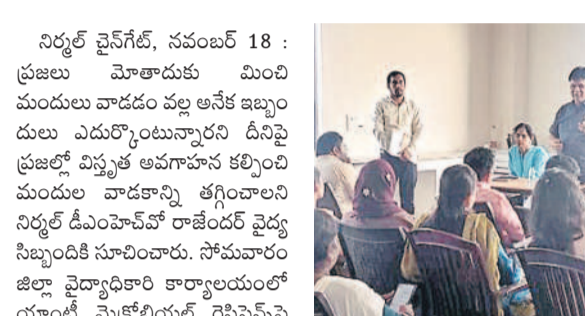 నిర్మల్ చైన్‌గేట్, నవంబర్ 18 :
ప్రజలు మోతాదుకు మించి
మందులు వాడడం వల్ల అనేక ఇబ్బం
దులు ఎదుర్కొంటున్నారని దీనిపై
ప్రజల్లో విస్తృత అవగాహన కల్పించి
మందుల వాడకాన్ని తగ్గించాలని
నిర్మల్ డీఎంహెచ్‌వో రాజేందర్ వైద్య
సిబ్బందికి సూచించారు. సోమవారం
జిల్లా వైద్యాధికారి కార్యాలయంలో